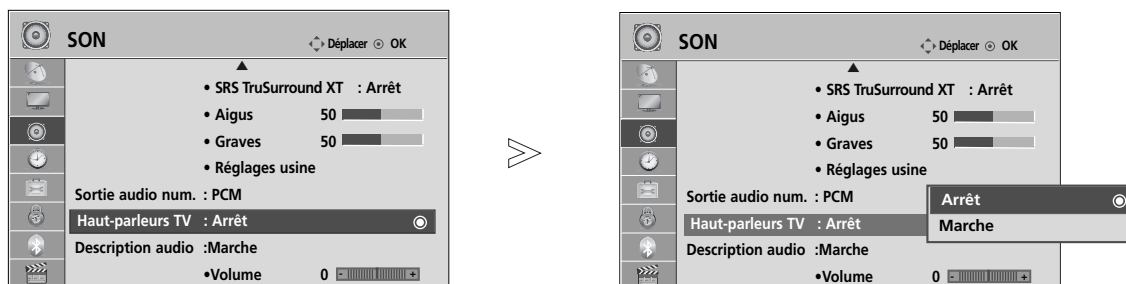 SON
Déplacer OK
• SRS TruSurround XT : Arrêt
• Aigus 50
• Graves 50
• Réglages usine
Sortie audio num. : PCM
Haut-parleurs TV : Arrêt
Description audio :Marche
•Volume 0 - +
SON
Déplacer OK
• SRS TruSurround XT : Arrêt
• Aigus 50
• Graves 50
• Réglages usine
Sortie audio num. : PCM
Haut-parleurs TV : Arrêt
Arrêt
Marche
Description audio :Marche
•Volume 0 - +